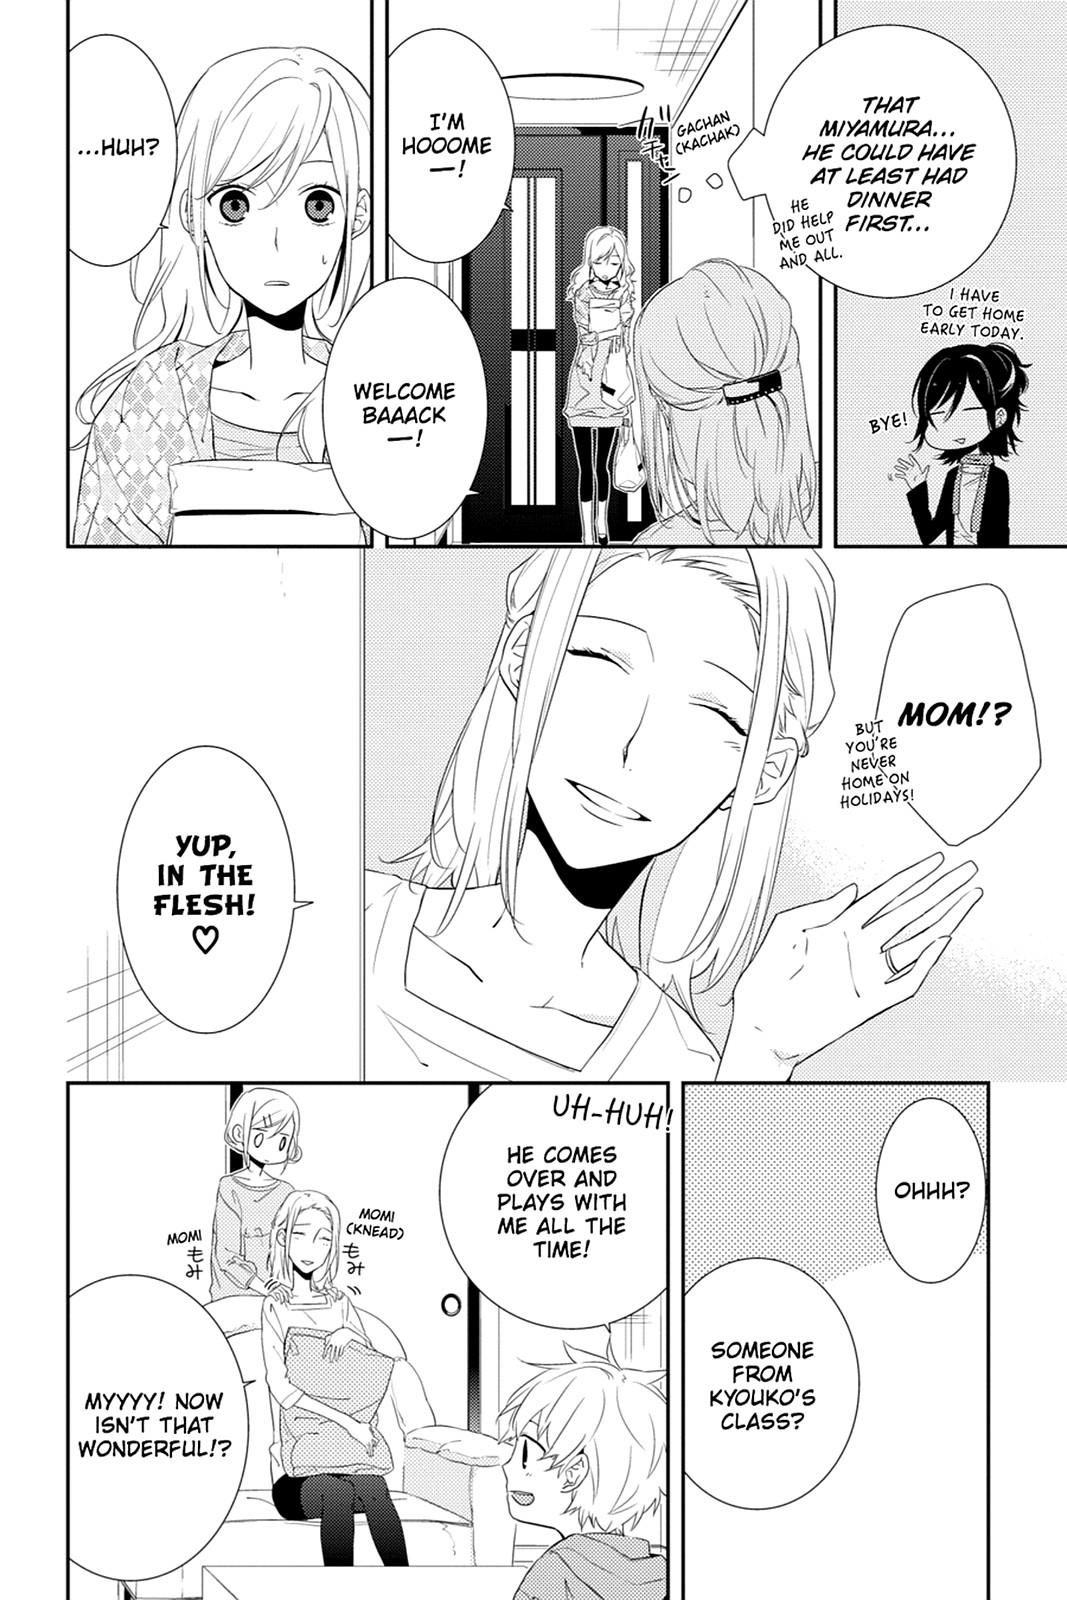 THAT
MIYAMURA...
HE COULD HAVE
AT LEAST HAD
DINNER
FIRST...
HE
DID HELP
ME OUT
AND ALL.
I HAVE
TO GET HOME
EARLY TODAY.
BYE!
ガチャン
GACHAN
(KACHAK)
I'M
HOOOME
—!
WELCOME
BAAACK
—!
...HUH?
MOM!?
BUT
YOU'RE
NEVER
HOME ON
HOLIDAYS!
YUP,
IN THE
FLESH!
♡
OHHH?
SOMEONE
FROM
KYOUKO'S
CLASS?
UH-HUH!
HE COMES
OVER AND
PLAYS WITH
ME ALL THE
TIME!
MOMI
(KNEAD)
もみ
MOMI
もみ
MYYYY! NOW
ISN'T THAT
WONDERFUL!?